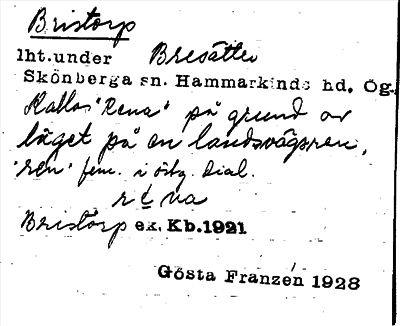 Bristorp
lht.under Bresätter
Skönberga sn. Hammarkinds hd. Ög.
Kallas "Rena" på grund av
läget på en landsvägsren,
"ren" fem. i östg. dial.
Bristorp ex. Kb.1921
Gösta Franzén 1928